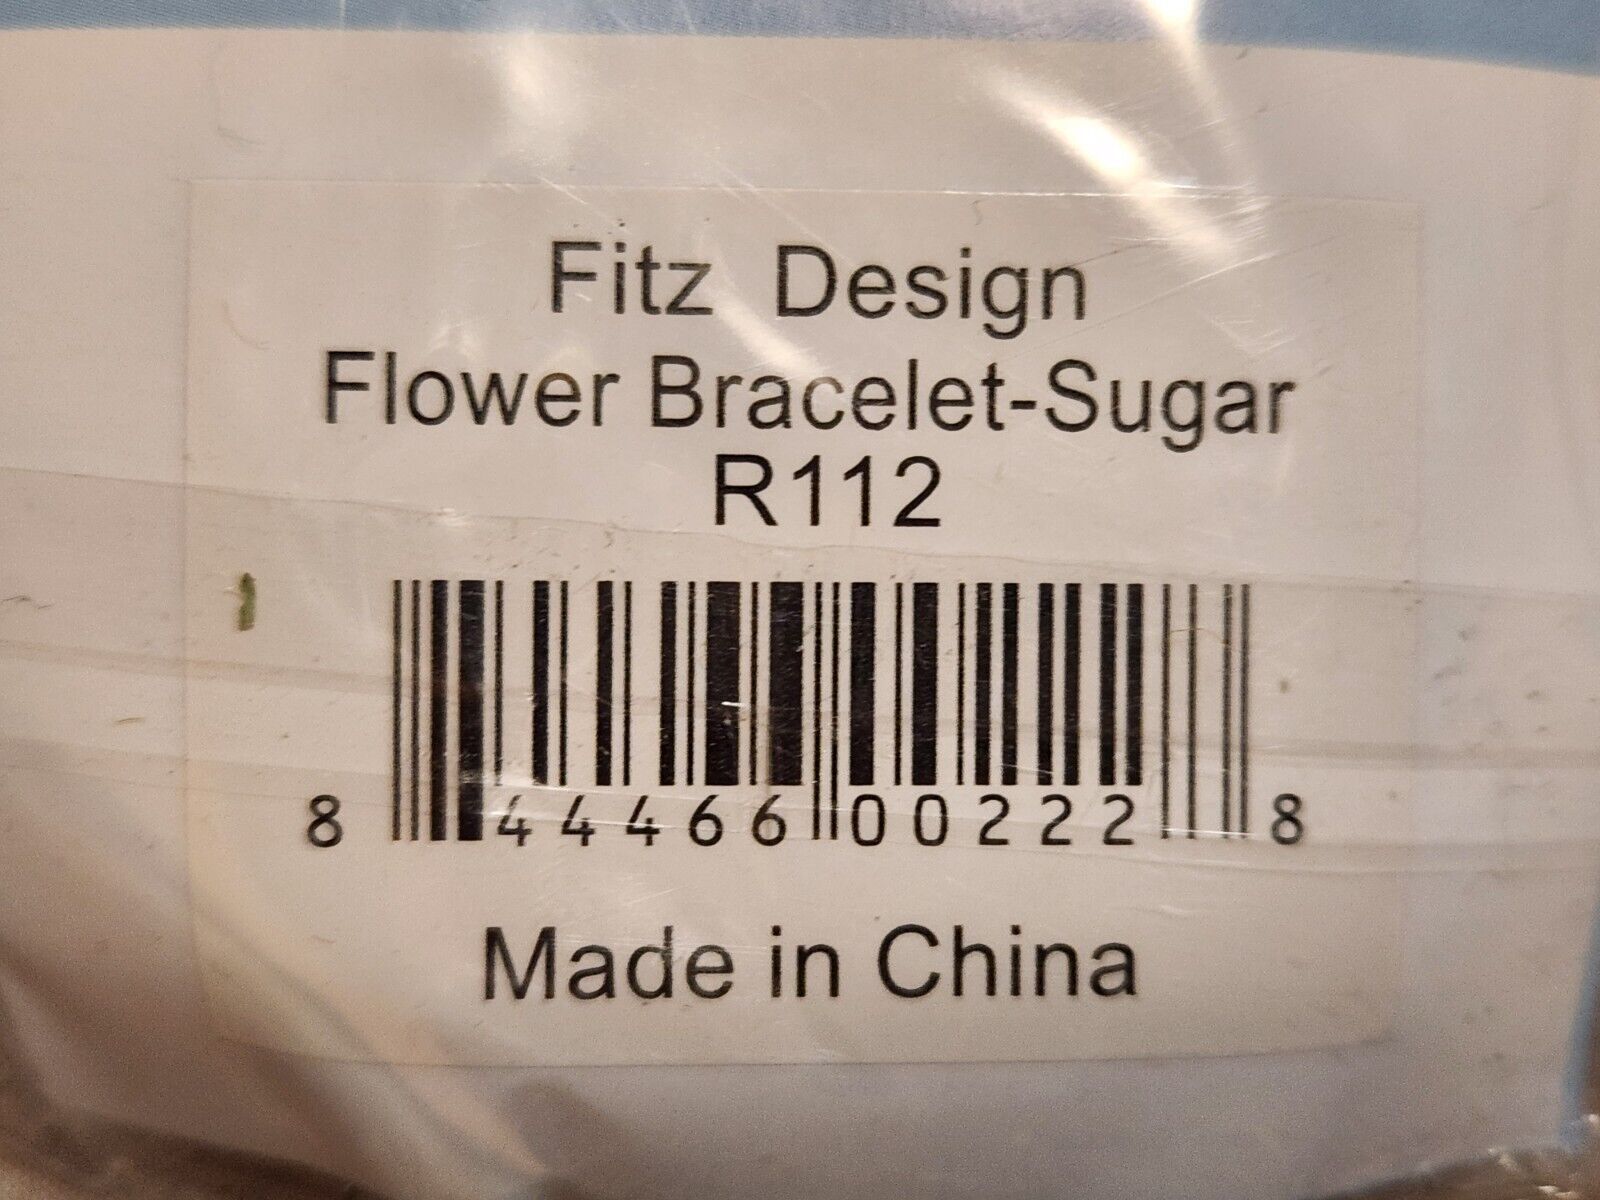 Fitz Design
Flower Bracelet-Sugar
R112
8 44466 00222 8
Made in China